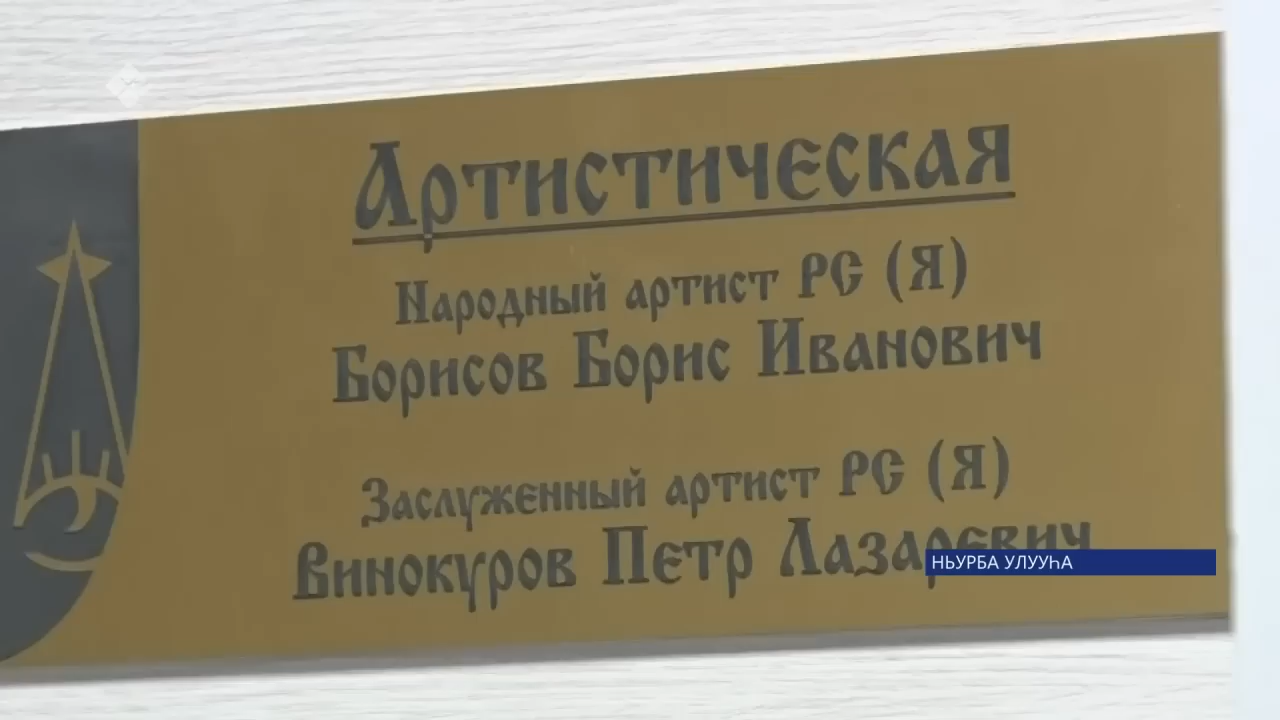 Артистическая
Народный артист РС (Я)
Борисов Борис Иванович
Заслуженный артист РС (Я)
Винокуров Петр Лазаревич
НЬУРБА УЛУУҺА